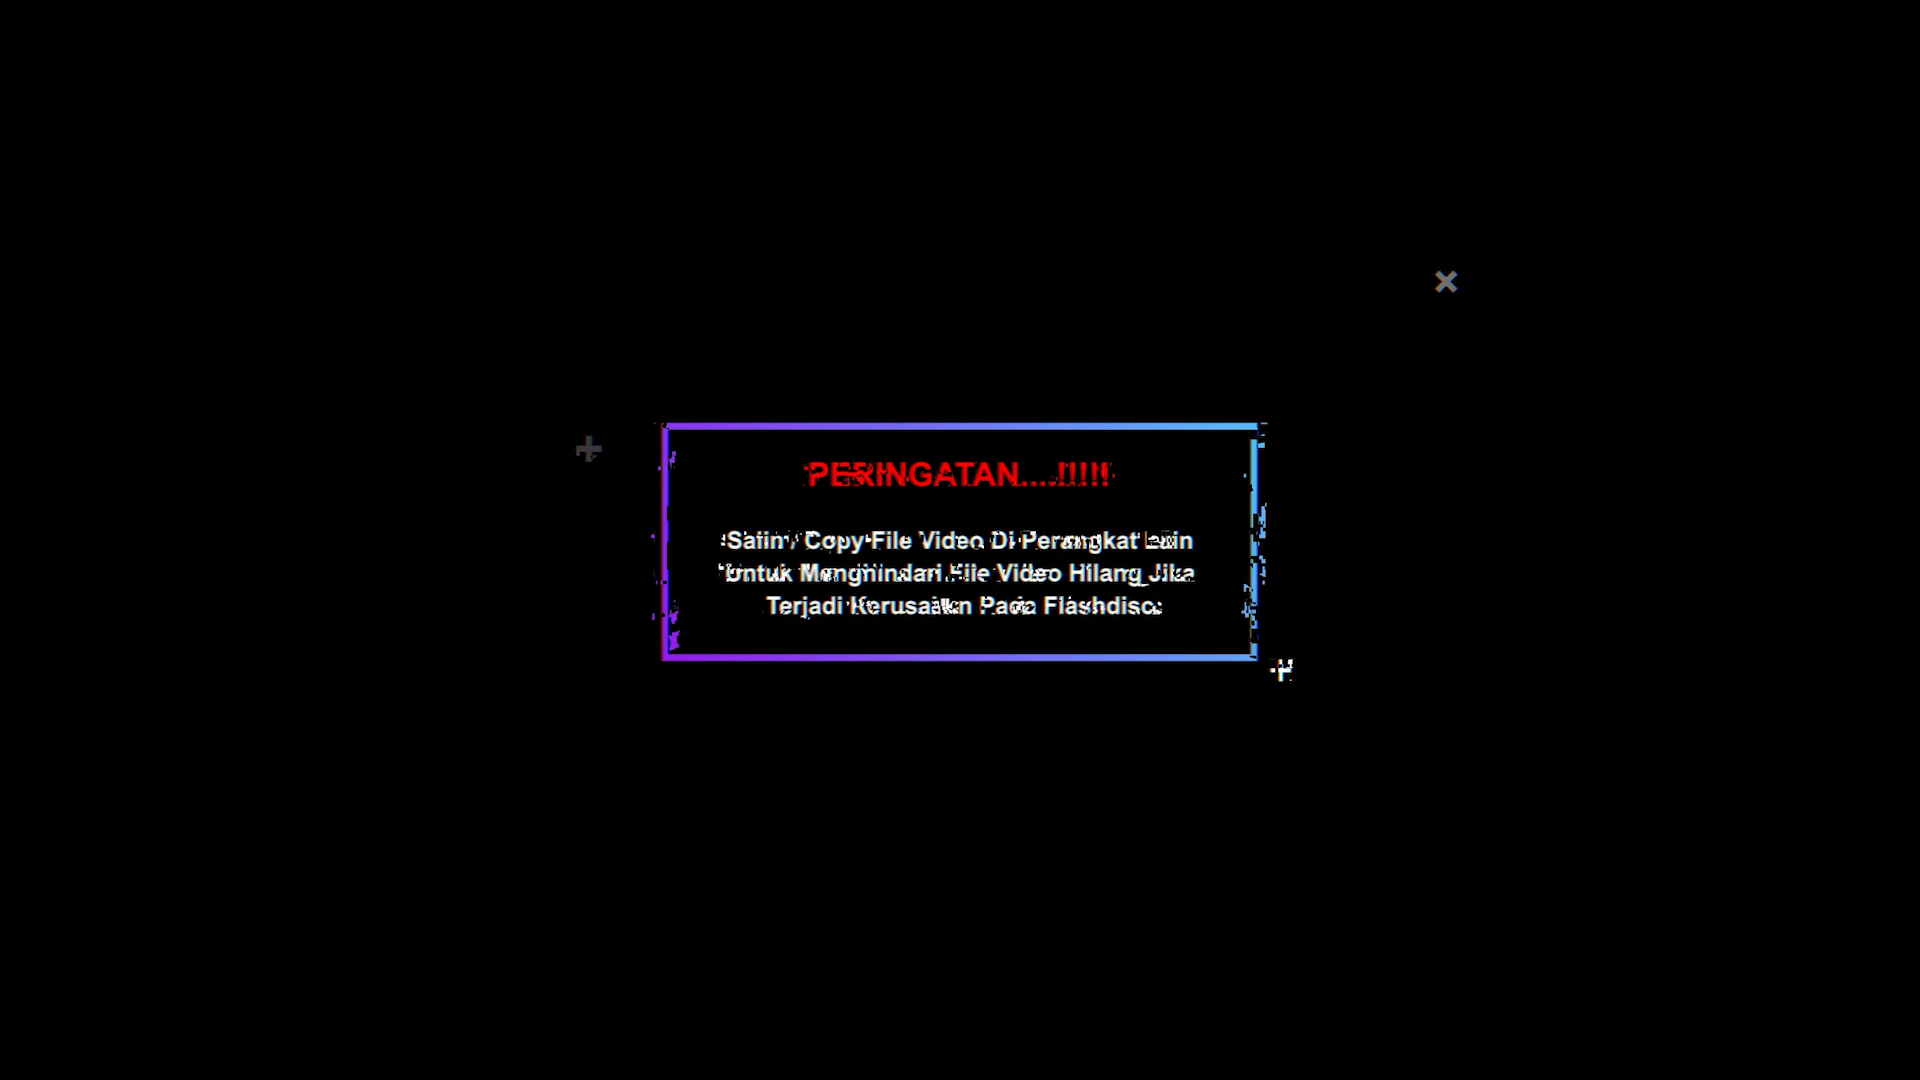 PERINGATAN....!!!!!
Salin / Copy File Video Di Perangkat Lain
Untuk Menghindari File Video Hilang Jika
Terjadi Kerusakan Pada Flashdisc